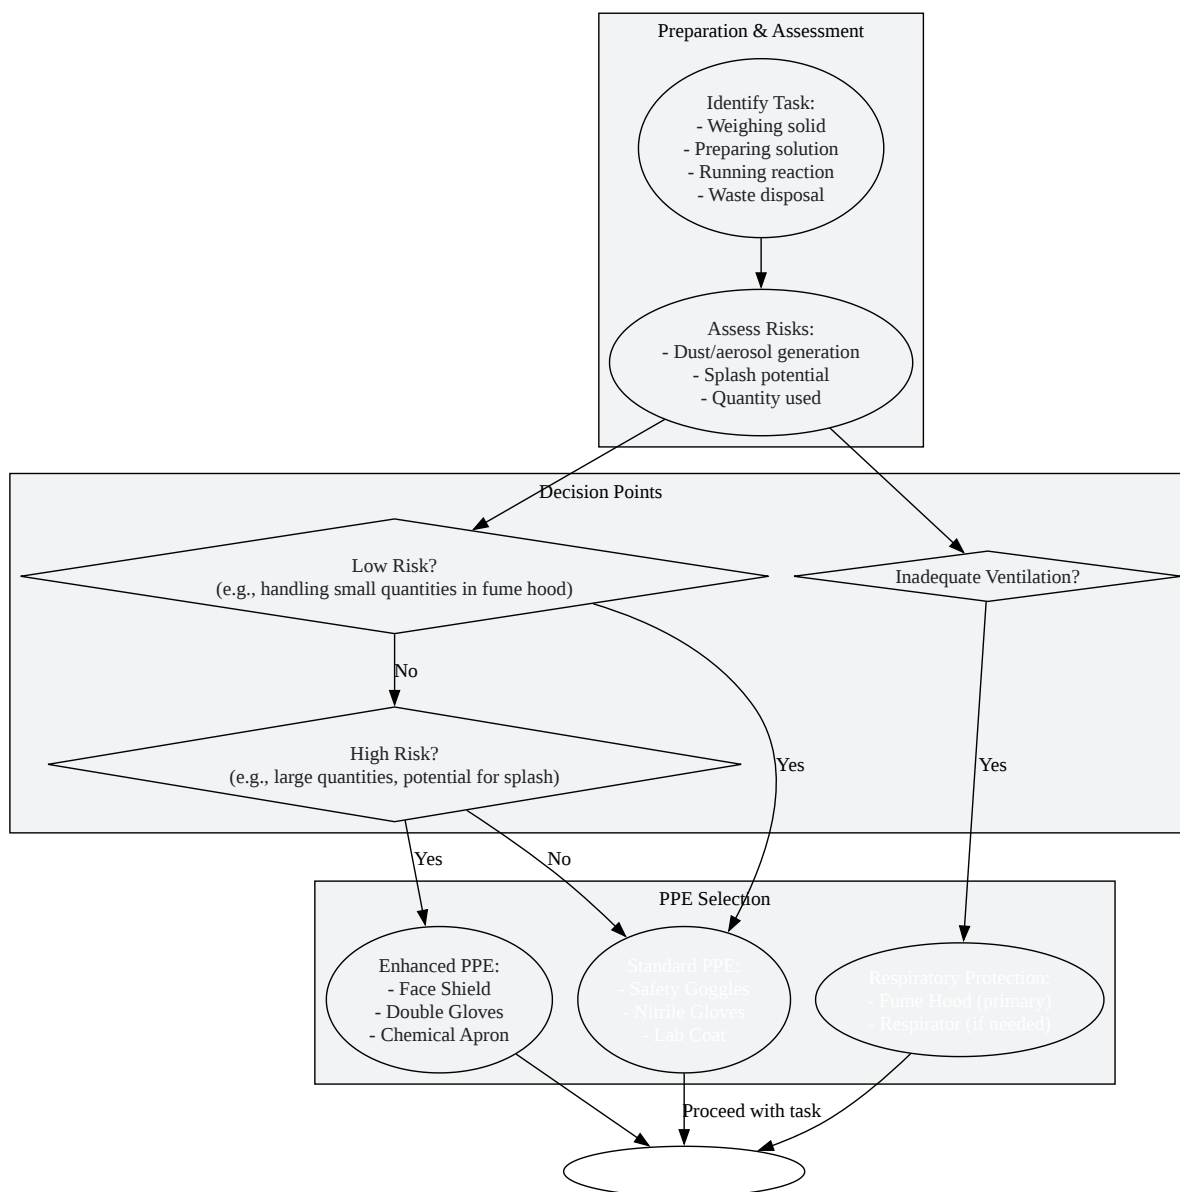 Preparation & Assessment
Identify Task:
- Weighing solid
- Preparing solution
- Running reaction
- Waste disposal
Assess Risks:
- Dust/aerosol generation
- Splash potential
- Quantity used
Decision Points
Low Risk?
(e.g., handling small quantities in fume hood)
Inadequate Ventilation?
No
High Risk?
(e.g., large quantities, potential for splash)
Yes
Yes
Yes
No
PPE Selection
Enhanced PPE:
- Face Shield
- Double Gloves
- Chemical Apron
Standard PPE:
- Safety Goggles
- Nitrile Gloves
- Lab Coat
Respiratory Protection:
- Fume Hood (primary)
- Respirator (if needed)
Proceed with task